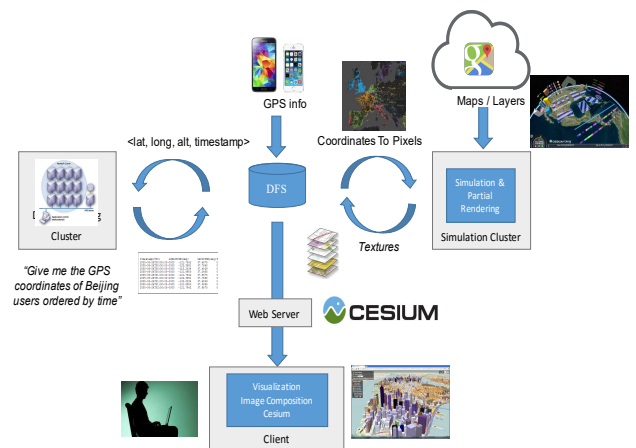 GPS info
Maps / Layers
<lat, long, alt, timestamp>
Coordinates To Pixels
DFS
Simulation &
Partial
Rendering
Cluster
Textures
Simulation Cluster
“Give me the GPS
coordinates of Beijing
users ordered by time”
Web Server
CESIUM
Visualization
Image Composition
Cesium
Client